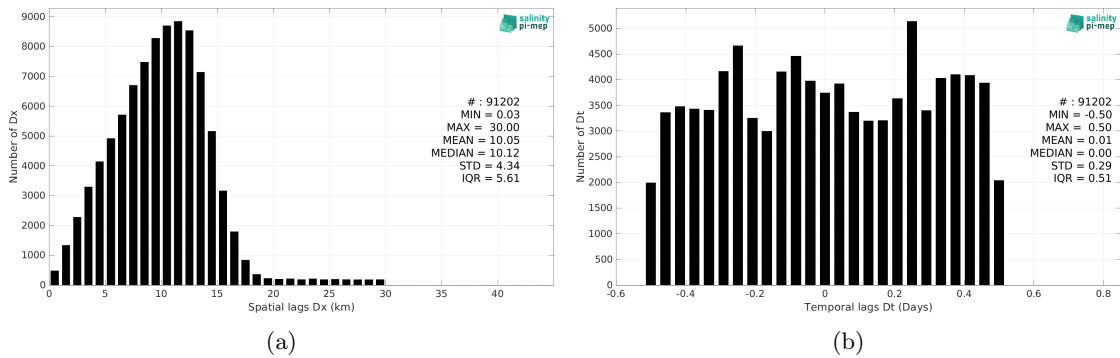 9000
8000
7000
6000
5000
4000
3000
2000
1000
0
Number of Dx
salinity
pi-mep
# : 91202
MIN = 0.03
MAX = 30.00
MEAN = 10.05
MEDIAN = 10.12
STD = 4.34
IQR = 5.61
0 5 10 15 20 25 30 35 40
Spatial lags Dx (km)
(a)
5000
4500
4000
3500
3000
2500
2000
1500
1000
500
0
Number of Dt
salinity
pi-mep
# : 91202
MIN = -0.50
MAX = 0.50
MEAN = 0.01
MEDIAN = 0.00
STD = 0.29
IQR = 0.51
-0.6 -0.4 -0.2 0 0.2 0.4 0.6 0.8
Temporal lags Dt (Days)
(b)